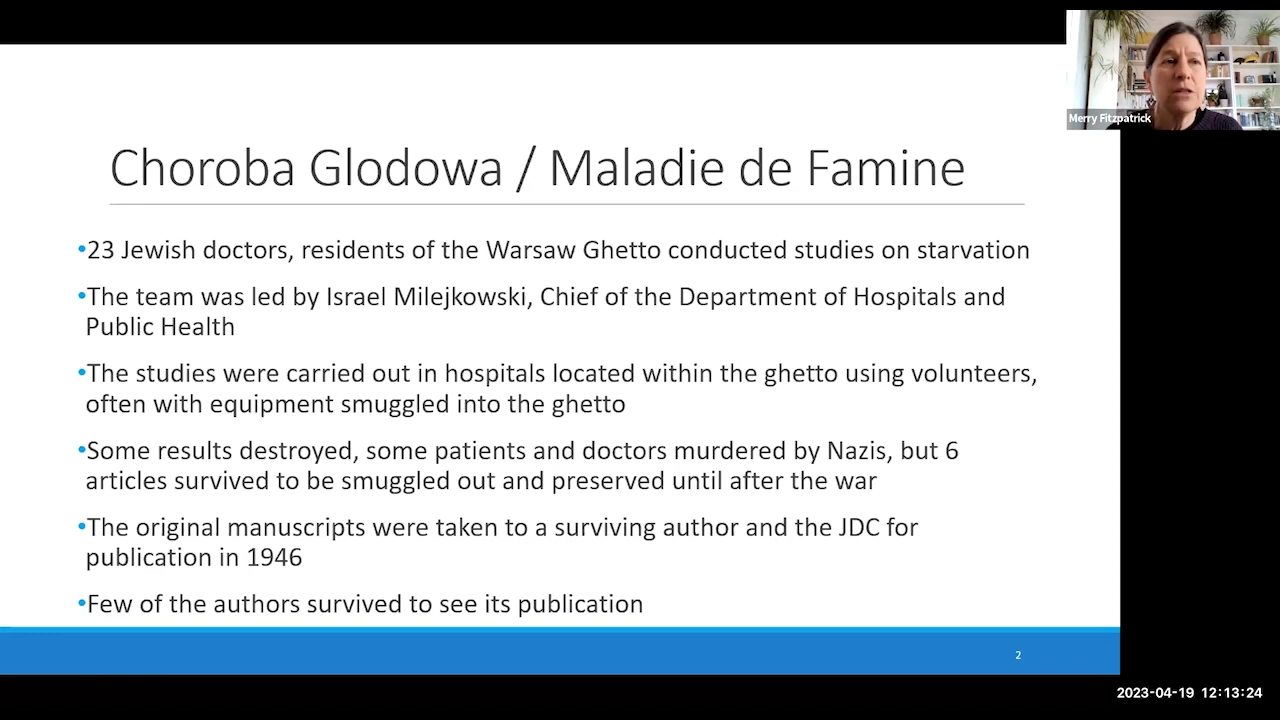 Merry Fitzpatrick
Choroba Glodowa / Maladie de Famine
•23 Jewish doctors, residents of the Warsaw Ghetto conducted studies on starvation
•The team was led by Israel Milejkowski, Chief of the Department of Hospitals and
Public Health
•The studies were carried out in hospitals located within the ghetto using volunteers,
often with equipment smuggled into the ghetto
•Some results destroyed, some patients and doctors murdered by Nazis, but 6
articles survived to be smuggled out and preserved until after the war
•The original manuscripts were taken to a surviving author and the JDC for
publication in 1946
•Few of the authors survived to see its publication
2
2023-04-19 12:13:24